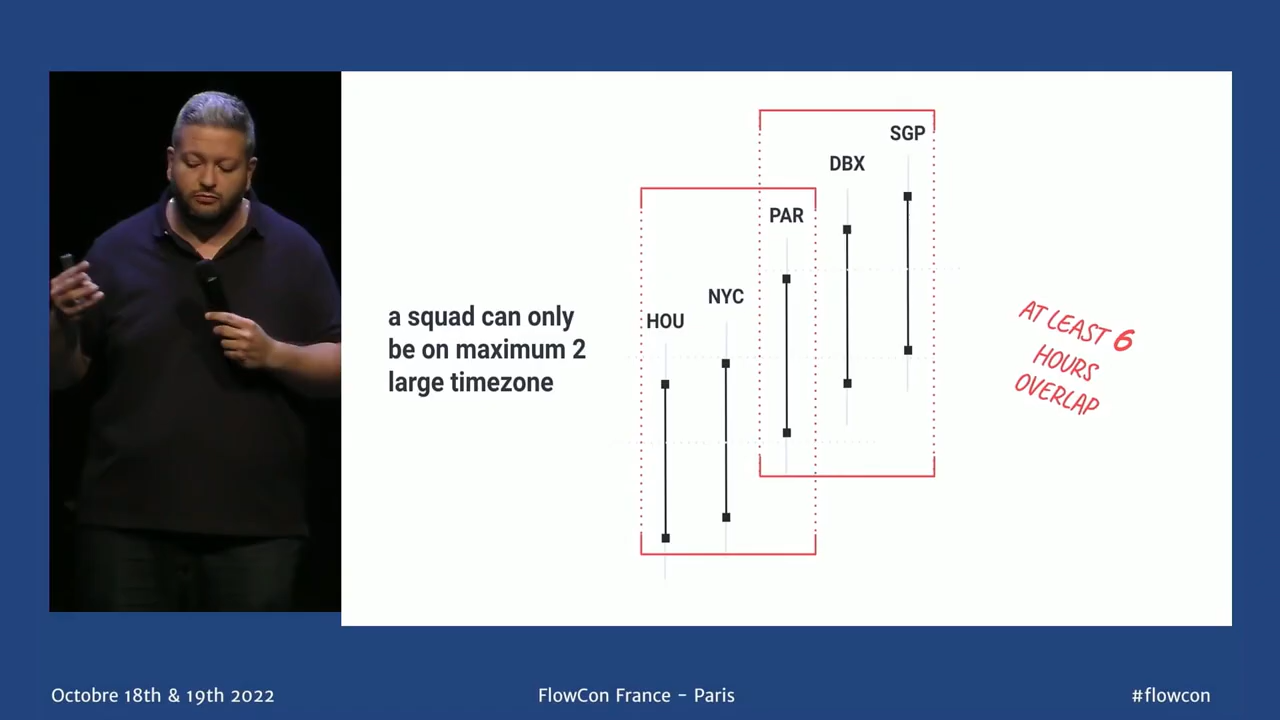 a squad can only
be on maximum 2
large timezone
HOU
NYC
PAR
DBX
SGP
AT LEAST 6
HOURS
OVERLAP
Octobre 18th & 19th 2022
FlowCon France - Paris
#flowcon